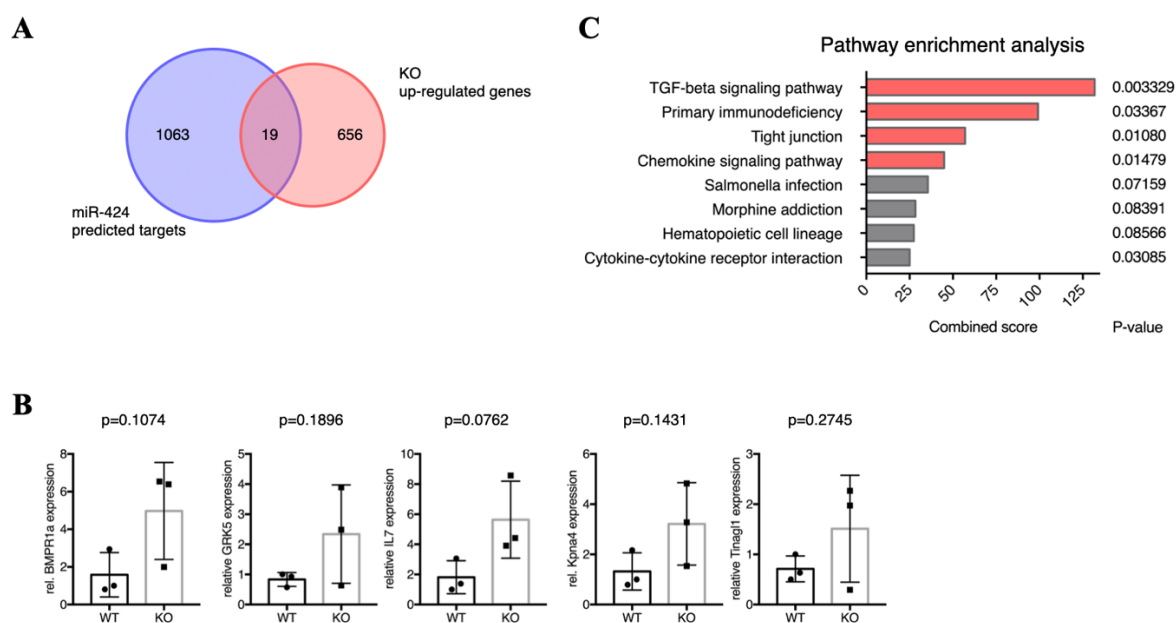 A
KO
up-regulated genes
1063
19
656
miR-424
predicted targets
C
Pathway enrichment analysis
TGF-beta signaling pathway 0.003329
Primary immunodeficiency 0.03367
Tight junction 0.01080
Chemokine signaling pathway 0.01479
Salmonella infection 0.07159
Morphine addiction 0.08391
Hematopoietic cell lineage 0.08566
Cytokine-cytokine receptor interaction 0.03085
0 25 50 75 100 125
Combined score P-value
B
p=0.1074
rel. BMPR1a expression
8
6
4
2
0
WT KO
p=0.1896
relative GRK5 expression
5
4
3
2
1
0
WT KO
p=0.0762
relative IL7 expression
10
8
6
4
2
0
WT KO
p=0.1431
rel. Kpna4 expression
6
4
2
0
WT KO
p=0.2745
relative Tinagl1 expression
3
2
1
0
WT KO